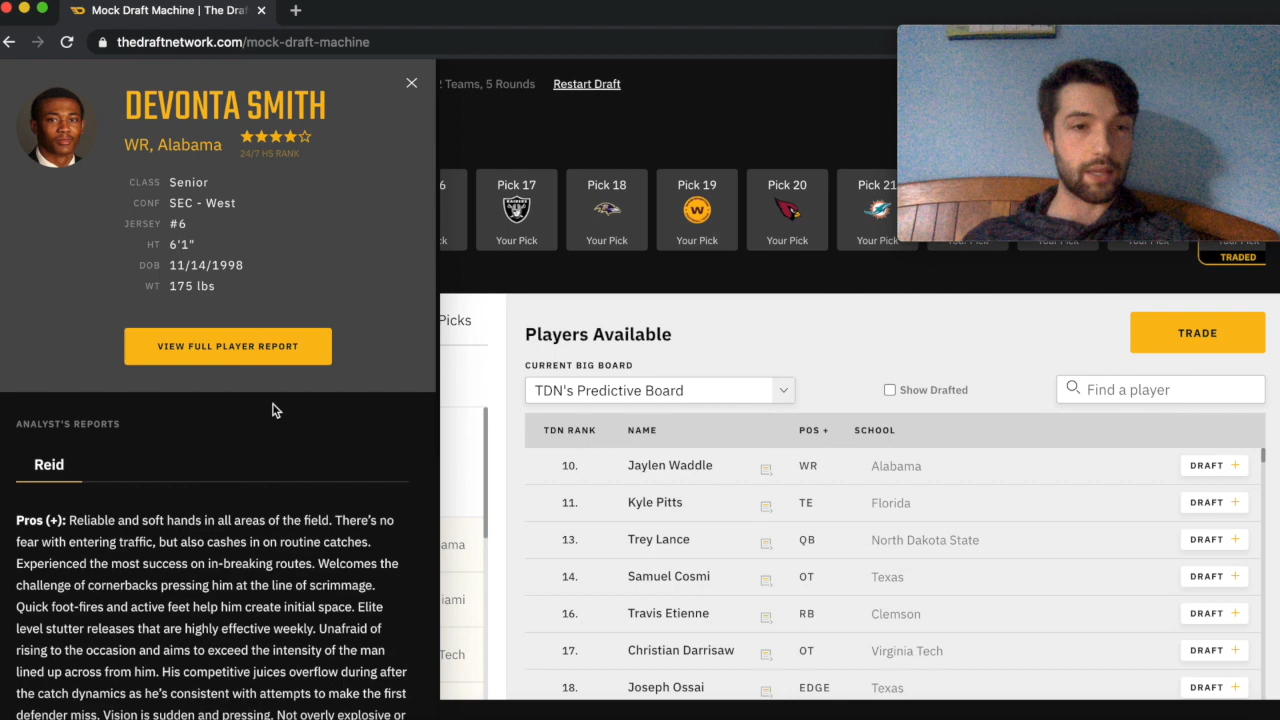 Mock Draft Machine | The Dra
thedraftnetwork.com/mock-draft-machine
DEVONTA SMITH
WR, Alabama
24/7 HS RANK
CLASS Senior
CONF SEC - West
JERSEY #6
HT 6'1"
DOB 11/14/1998
WT 175 lbs
VIEW FULL PLAYER REPORT
ANALYST'S REPORTS
Reid
Pros (+): Reliable and soft hands in all areas of the field. There's no
fear with entering traffic, but also cashes in on routine catches.
Experienced the most success on in-breaking routes. Welcomes the
challenge of cornerbacks pressing him at the line of scrimmage.
Quick foot-fires and active feet help him create initial space. Elite
level stutter releases that are highly effective weekly. Unafraid of
rising to the occasion and aims to exceed the intensity of the man
lined up across from him. His competitive juices overflow during after
the catch dynamics as he's consistent with attempts to make the first
defender miss. Vision is sudden and pressing. Not overly explosive or
2 Teams, 5 Rounds Restart Draft
6 Pick 17 Pick 18 Pick 19 Pick 20 Pick 21
RAIDERS W
ck Your Pick Your Pick Your Pick Your Pick Your Pick
TRADED
Picks
ama
iami
Tech
Players Available
TRADE
CURRENT BIG BOARD
TDN's Predictive Board Show Drafted Find a player
TDN RANK NAME POS + SCHOOL
10. Jaylen Waddle WR Alabama DRAFT +
11. Kyle Pitts TE Florida DRAFT +
13. Trey Lance QB North Dakota State DRAFT +
14. Samuel Cosmi OT Texas DRAFT +
16. Travis Etienne RB Clemson DRAFT +
17. Christian Darrisaw OT Virginia Tech DRAFT +
18. Joseph Ossai EDGE Texas DRAFT +